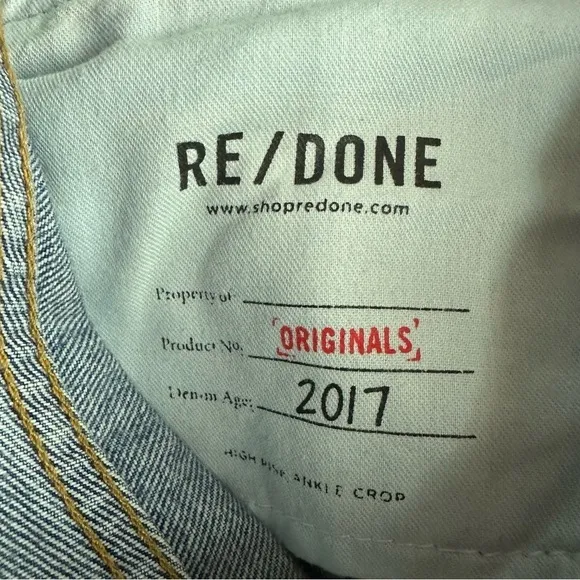 RE/DONE
www.shopredone.com
Property of:
Product No. ORIGINALS
Denim Age: 2017
HIGH RISE ANKLE CROP